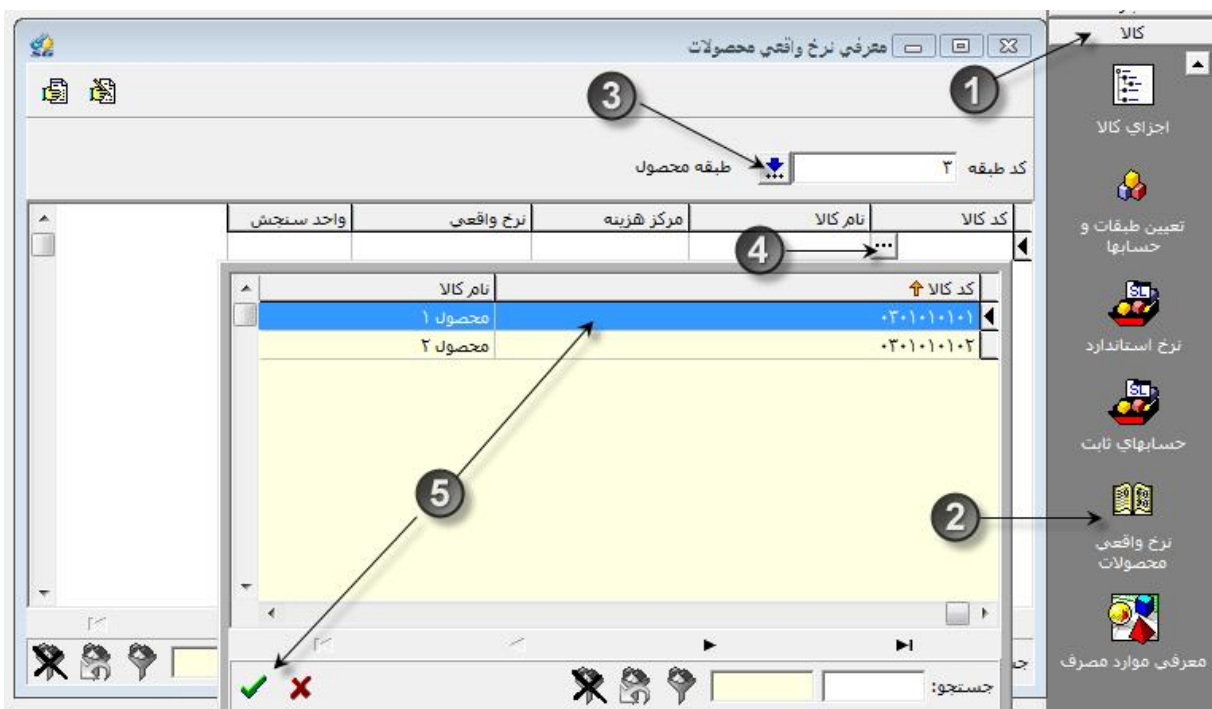 معرفي نرخ واقعي محصولات
کد طبقه ۳ طبقه محصول
کد کالا نام کالا مرکز هزينه نرخ واقعي واحد سنجش
...
کد کالا نام کالا
۰۳۰۱۰۱۰۱۰۱ محصول ۱
۰۳۰۱۰۱۰۱۰۲ محصول ۲
جستجو:
کالا
اجزاي کالا
تعيين طبقات و
حسابها
نرخ استاندارد
حسابهاي ثابت
نرخ واقعي
محصولات
معرفي موارد مصرف
1
2
3
4
5